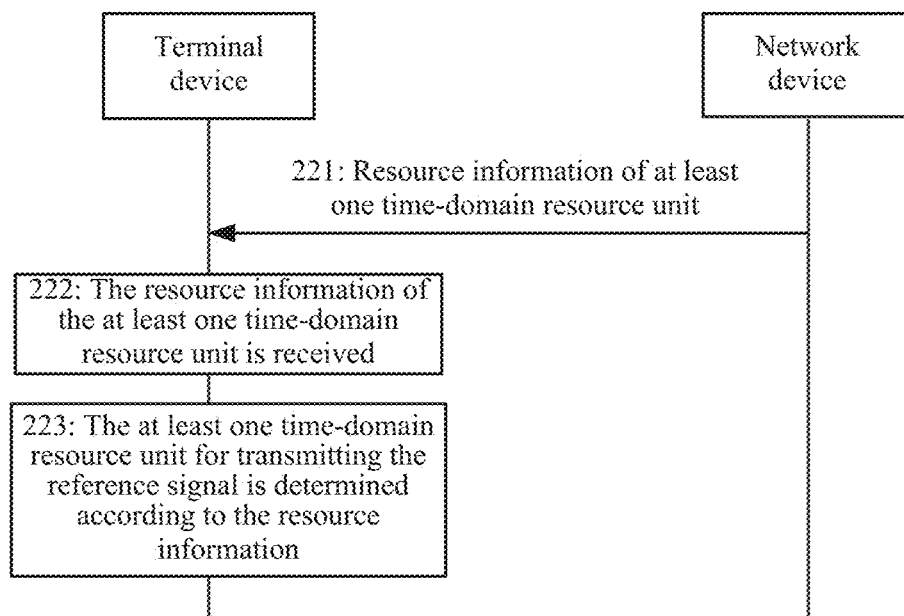 Terminal
device
Network
device
221: Resource information of at least
one time-domain resource unit
222: The resource information of
the at least one time-domain
resource unit is received
223: The at least one time-domain
resource unit for transmitting the
reference signal is determined
according to the resource
information